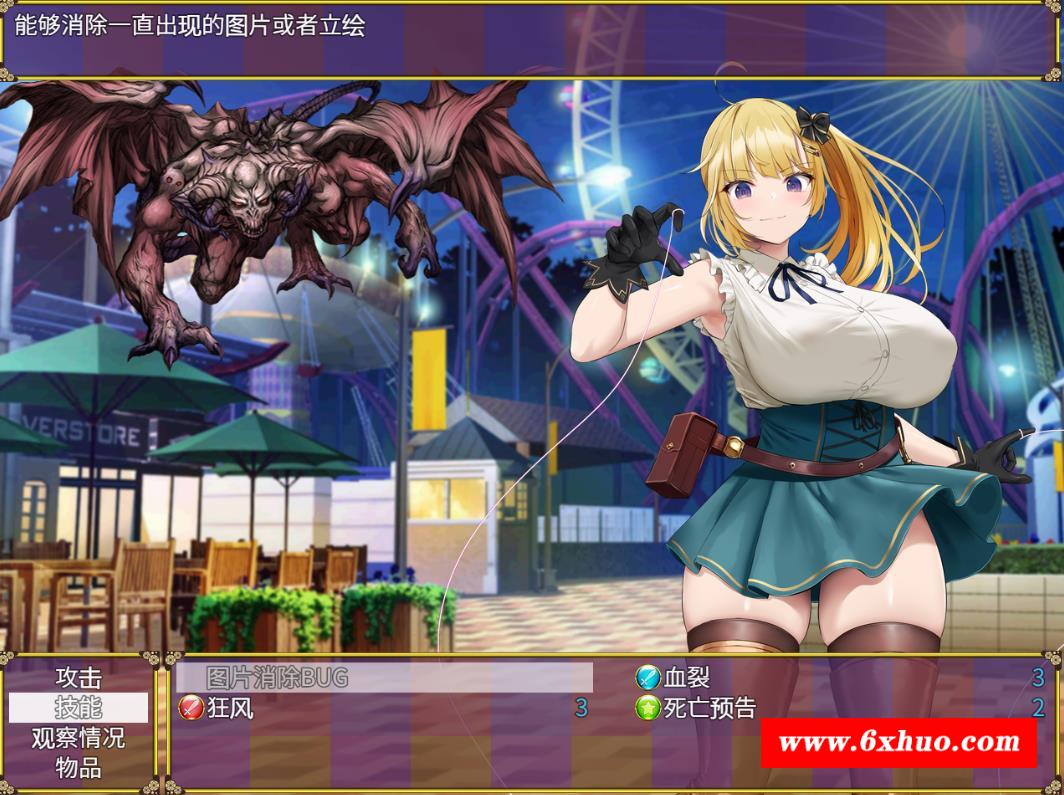 能够消除一直出现的图片或者立绘
VERSTORE
攻击
技能
观察情况
物品
图片消除BUG
血裂 3
狂风 3
死亡预告 2
www.6xhuo.com